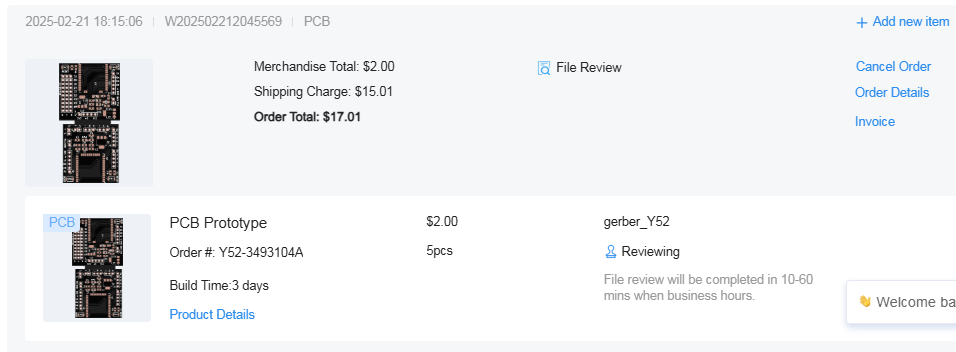 2025-02-21 18:15:06 W202502212045569 PCB + Add new item
Merchandise Total: $2.00
Shipping Charge: $15.01
Order Total: $17.01
File Review
Cancel Order
Order Details
Invoice
PCB
PCB Prototype
Order #: Y52-3493104A
Build Time:3 days
Product Details
$2.00
5pcs
gerber_Y52
Reviewing
File review will be completed in 10-60
mins when business hours.
👋 Welcome ba